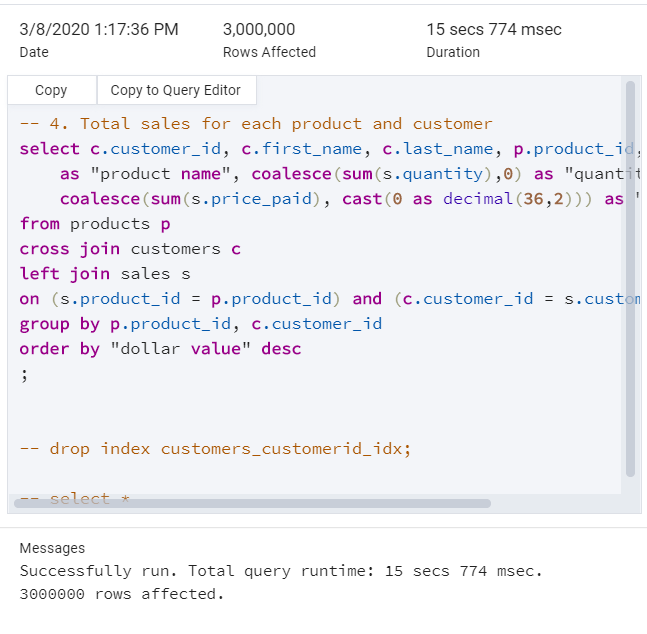 3/8/2020 1:17:36 PM 3,000,000 15 secs 774 msec
Date Rows Affected Duration
Copy Copy to Query Editor
-- 4. Total sales for each product and customer
select c.customer_id, c.first_name, c.last_name, p.product_id,
as "product name", coalesce(sum(s.quantity),0) as "quantit
coalesce(sum(s.price_paid), cast(0 as decimal(36,2))) as "
from products p
cross join customers c
left join sales s
on (s.product_id = p.product_id) and (c.customer_id = s.custom
group by p.product_id, c.customer_id
order by "dollar value" desc
;
-- drop index customers_customerid_idx;
-- select *
Messages
Successfully run. Total query runtime: 15 secs 774 msec.
3000000 rows affected.